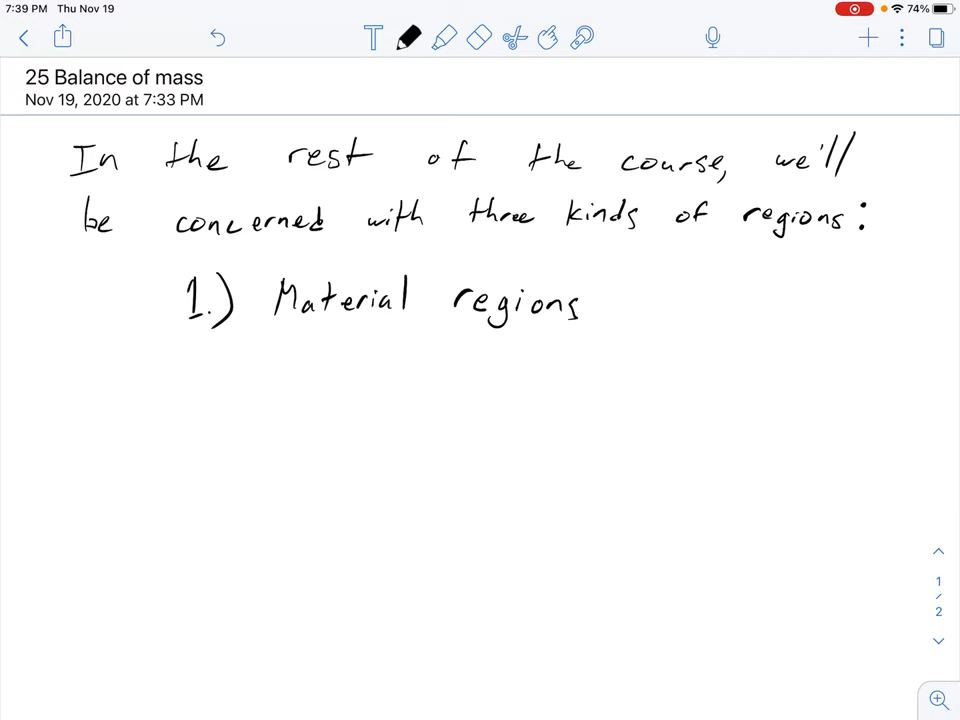 7:39 PM Thu Nov 19 74%
T
25 Balance of mass
Nov 19, 2020 at 7:33 PM
In the rest of the course, we'll
be concerned with three kinds of regions:
1.) Material regions
1
/
2